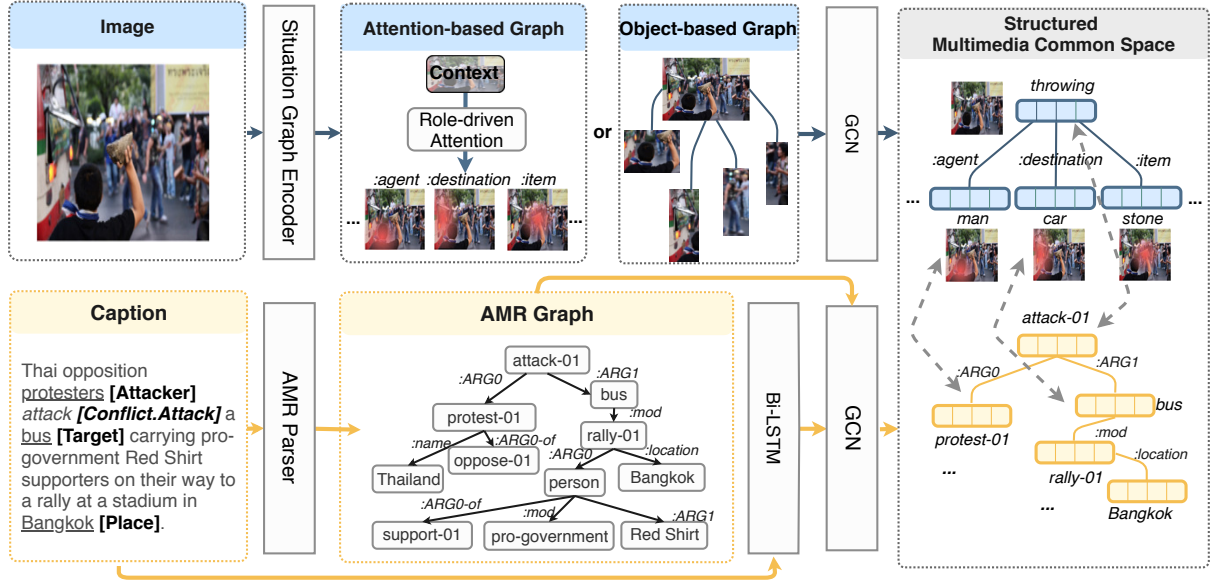 Image
Situation Graph Encoder
Attention-based Graph
Context
Role-driven
Attention
:agent :destination :item
...
...
or
Object-based Graph
GCN
Structured
Multimedia Common Space
throwing
:agent
:destination
:item
...
...
man
car
stone
Caption
Thai opposition
protesters [Attacker]
attack [Conflict.Attack] a
bus [Target] carrying pro-
government Red Shirt
supporters on their way to
a rally at a stadium in
Bangkok [Place].
AMR Parser
AMR Graph
attack-01
:ARG0
:ARG1
bus
protest-01
:mod
:name
:ARG0-of
rally-01
Thailand
oppose-01
:ARG0
:location
person
Bangkok
:ARG0-of
:mod
:ARG1
support-01
pro-government
Red Shirt
Bi-LSTM
GCN
attack-01
:ARG0
:ARG1
protest-01
bus
:mod
...
rally-01
:location
...
Bangkok